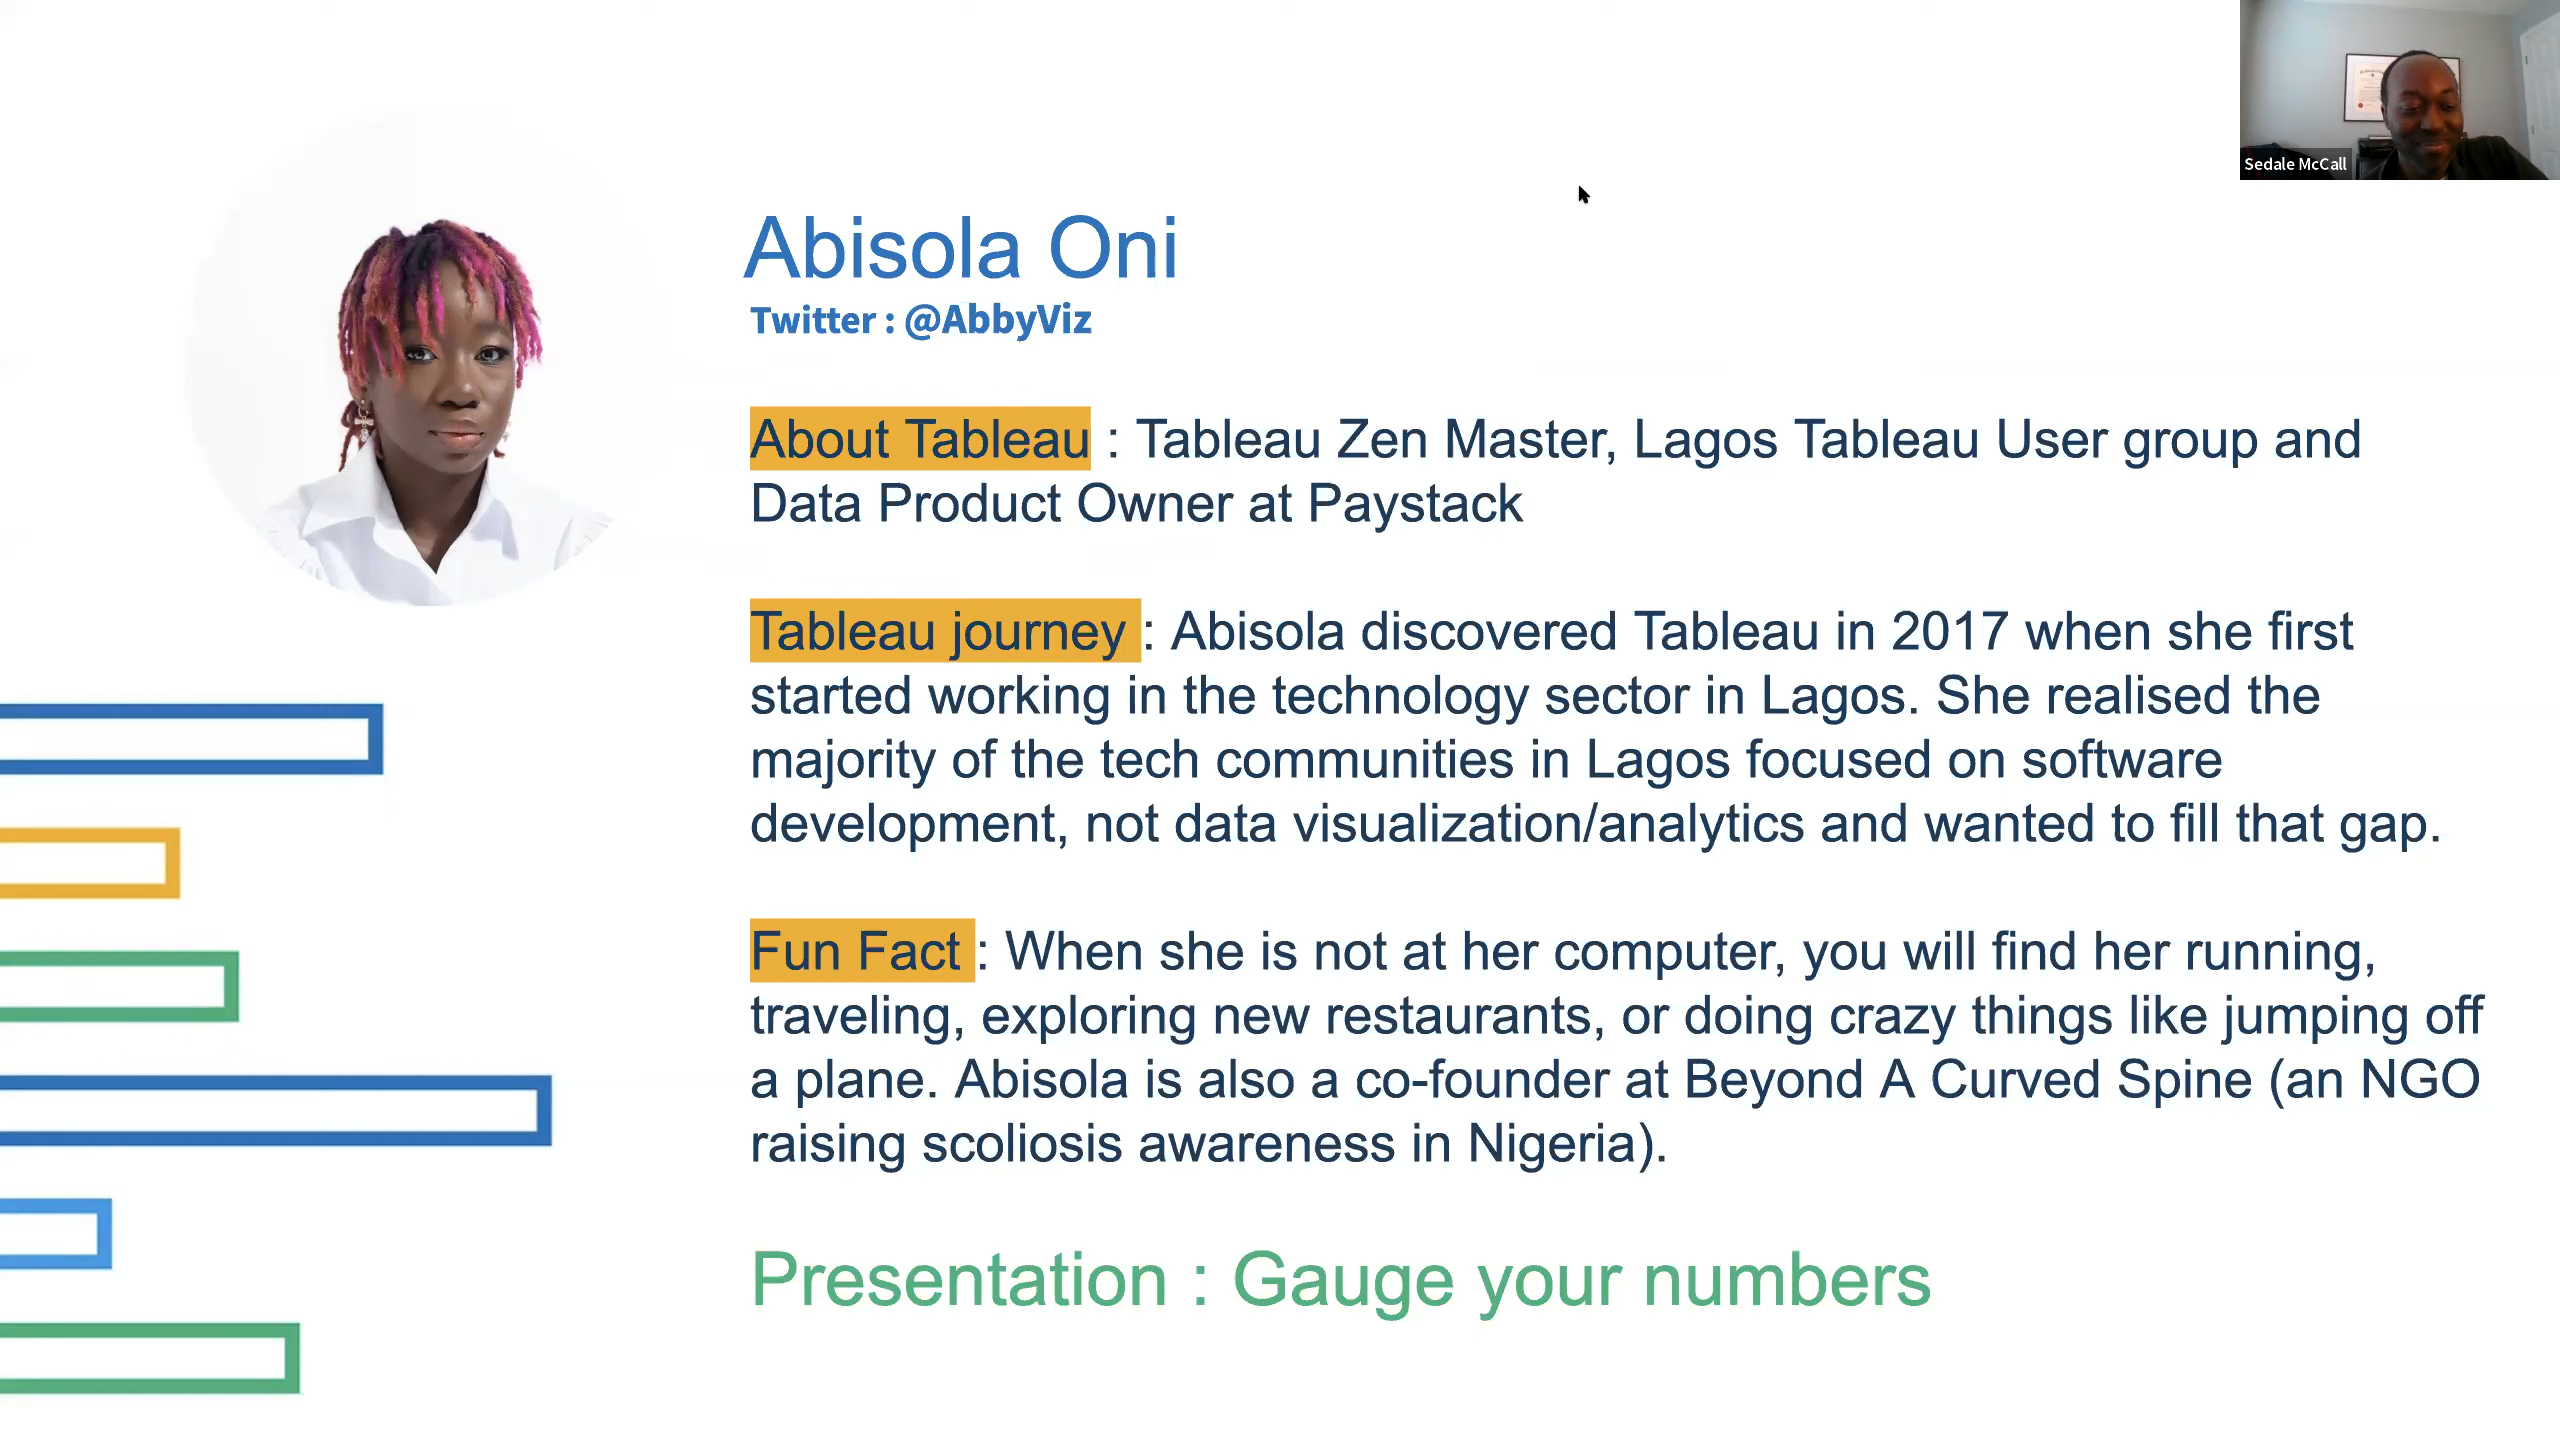 Sedale McCall
Abisola Oni
Twitter : @AbbyViz
About Tableau : Tableau Zen Master, Lagos Tableau User group and
Data Product Owner at Paystack
Tableau journey : Abisola discovered Tableau in 2017 when she first
started working in the technology sector in Lagos. She realised the
majority of the tech communities in Lagos focused on software
development, not data visualization/analytics and wanted to fill that gap.
Fun Fact : When she is not at her computer, you will find her running,
traveling, exploring new restaurants, or doing crazy things like jumping off
a plane. Abisola is also a co-founder at Beyond A Curved Spine (an NGO
raising scoliosis awareness in Nigeria).
Presentation : Gauge your numbers